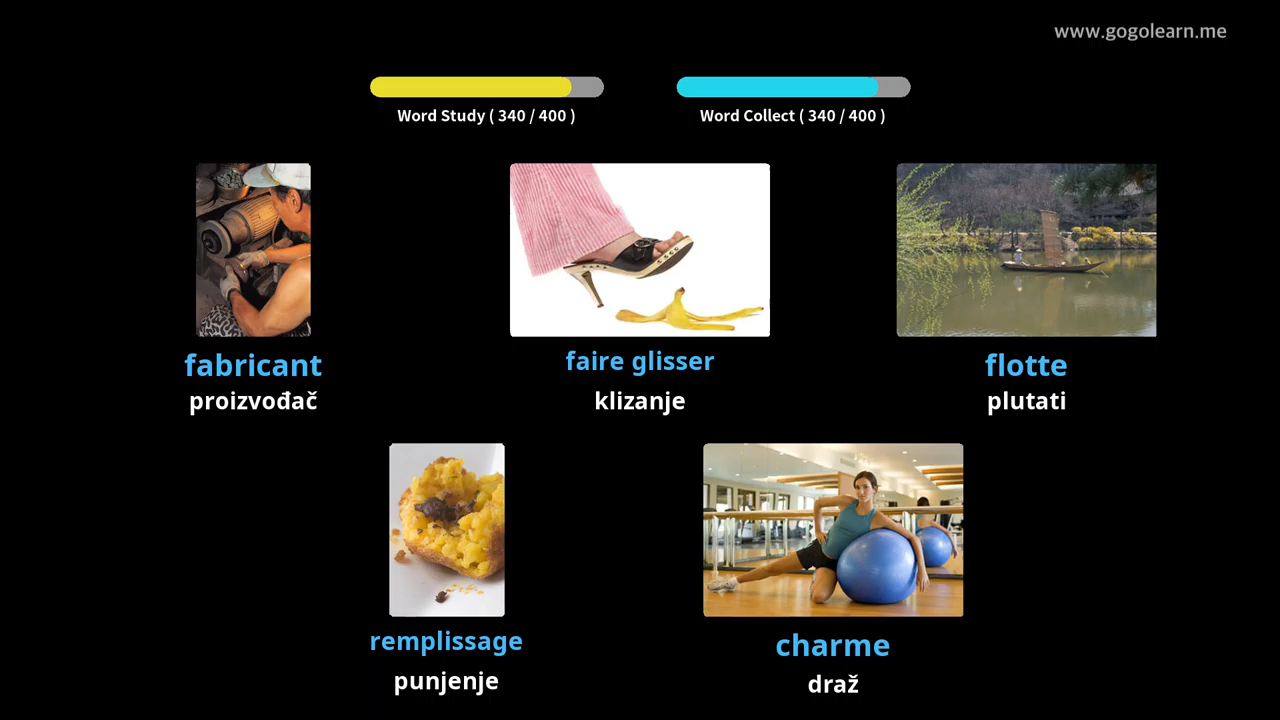 www.gogolearn.me
Word Study ( 340 / 400 )
Word Collect ( 340 / 400 )
fabricant
proizvođač
faire glisser
klizanje
flotte
plutati
remplissage
punjenje
charme
draž